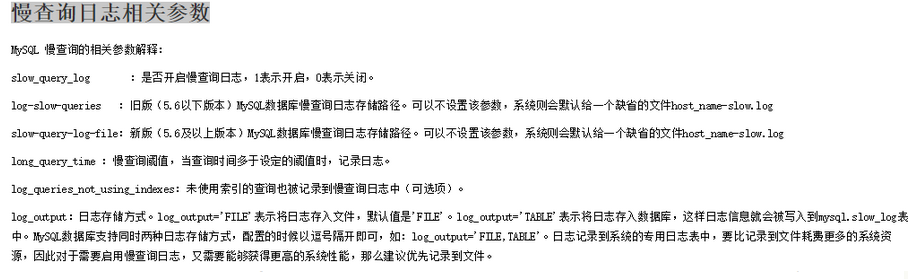 慢查询日志相关参数
MySQL 慢查询的相关参数解释：
slow_query_log　　　：是否开启慢查询日志，1表示开启，0表示关闭。
log-slow-queries　：旧版（5.6以下版本）MySQL数据库慢查询日志存储路径。可以不设置该参数，系统则会默认给一个缺省的文件host_name-slow.log
slow-query-log-file：新版（5.6及以上版本）MySQL数据库慢查询日志存储路径。可以不设置该参数，系统则会默认给一个缺省的文件host_name-slow.log
long_query_time ：慢查询阈值，当查询时间多于设定的阈值时，记录日志。
log_queries_not_using_indexes：未使用索引的查询也被记录到慢查询日志中（可选项）。
log_output：日志存储方式。log_output='FILE'表示将日志存入文件，默认值是'FILE'。log_output='TABLE'表示将日志存入数据库，这样日志信息就会被写入到mysql.slow_log表
中。MySQL数据库支持同时两种日志存储方式，配置的时候以逗号隔开即可，如：log_output='FILE,TABLE'。日志记录到系统的专用日志表中，要比记录到文件耗费更多的系统资
源，因此对于需要启用慢查询日志，又需要能够获得更高的系统性能，那么建议优先记录到文件。